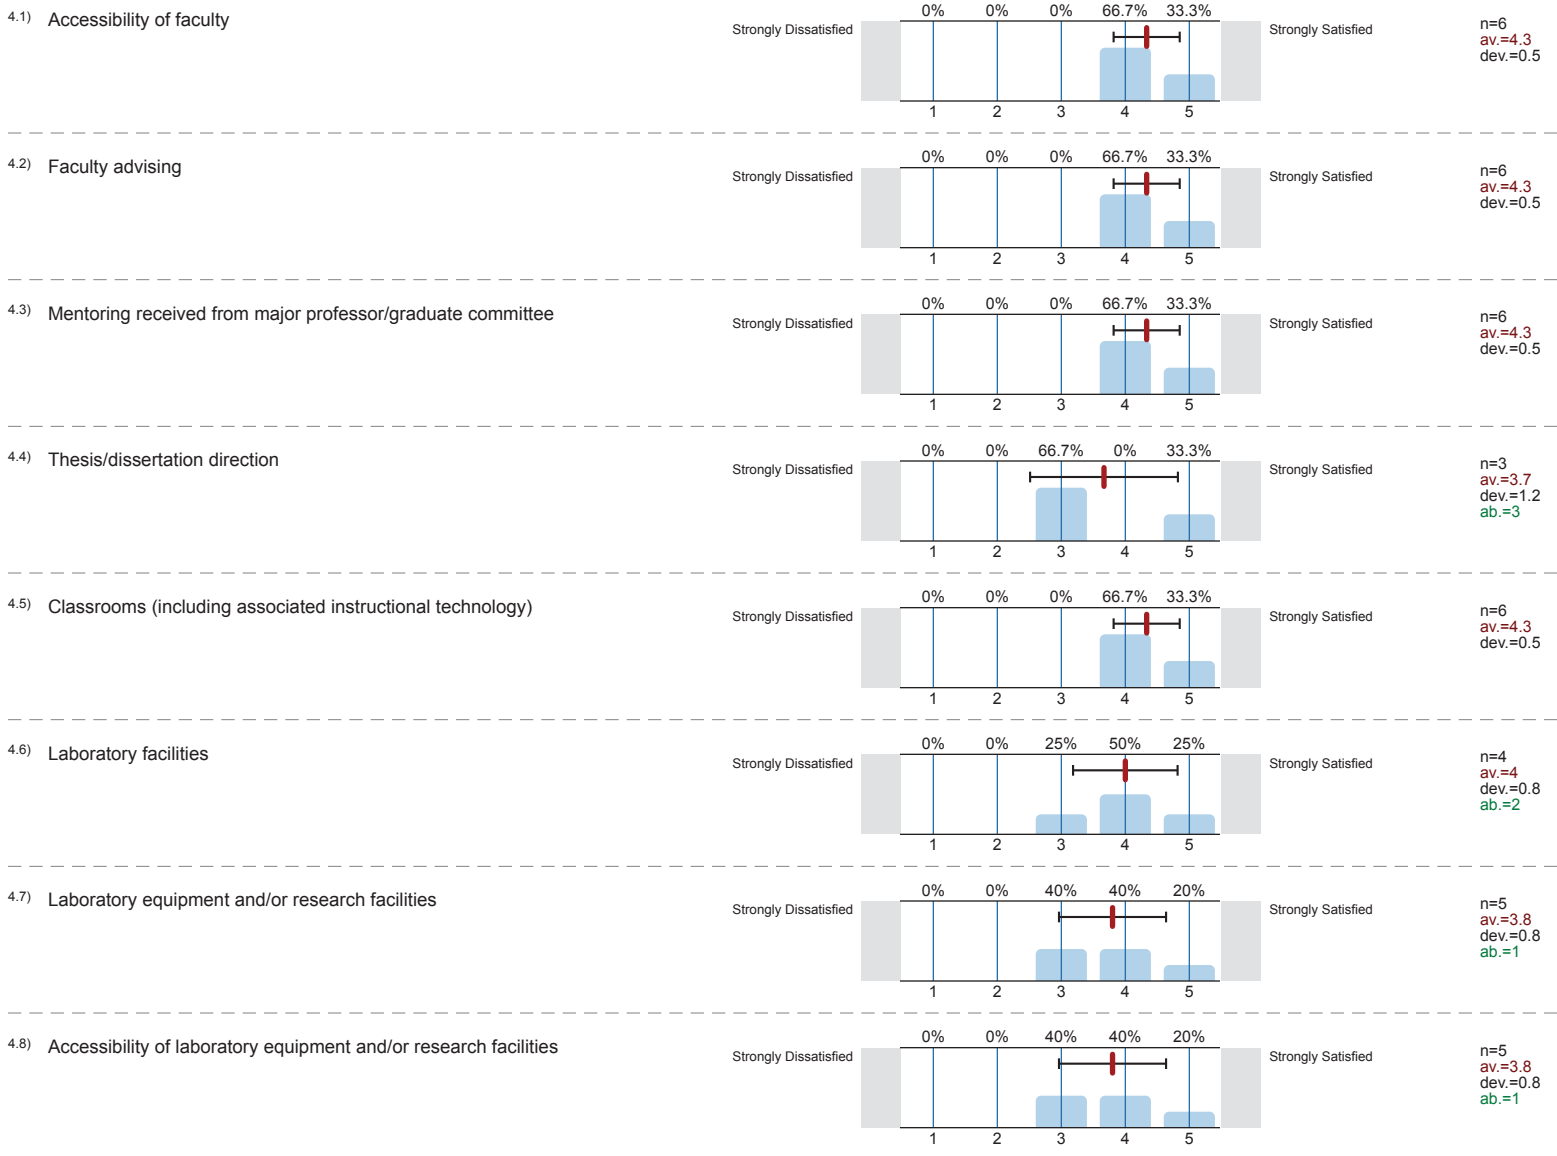 4.1) Accessibility of faculty
0% 0% 0% 66.7% 33.3%
Strongly Dissatisfied Strongly Satisfied
n=6
av.=4.3
dev.=0.5
1 2 3 4 5
4.2) Faculty advising
0% 0% 0% 66.7% 33.3%
Strongly Dissatisfied Strongly Satisfied
n=6
av.=4.3
dev.=0.5
1 2 3 4 5
4.3) Mentoring received from major professor/graduate committee
0% 0% 0% 66.7% 33.3%
Strongly Dissatisfied Strongly Satisfied
n=6
av.=4.3
dev.=0.5
1 2 3 4 5
4.4) Thesis/dissertation direction
0% 0% 66.7% 0% 33.3%
Strongly Dissatisfied Strongly Satisfied
n=3
av.=3.7
dev.=1.2
ab.=3
1 2 3 4 5
4.5) Classrooms (including associated instructional technology)
0% 0% 0% 66.7% 33.3%
Strongly Dissatisfied Strongly Satisfied
n=6
av.=4.3
dev.=0.5
1 2 3 4 5
4.6) Laboratory facilities
0% 0% 25% 50% 25%
Strongly Dissatisfied Strongly Satisfied
n=4
av.=4
dev.=0.8
ab.=2
1 2 3 4 5
4.7) Laboratory equipment and/or research facilities
0% 0% 40% 40% 20%
Strongly Dissatisfied Strongly Satisfied
n=5
av.=3.8
dev.=0.8
ab.=1
1 2 3 4 5
4.8) Accessibility of laboratory equipment and/or research facilities
0% 0% 40% 40% 20%
Strongly Dissatisfied Strongly Satisfied
n=5
av.=3.8
dev.=0.8
ab.=1
1 2 3 4 5